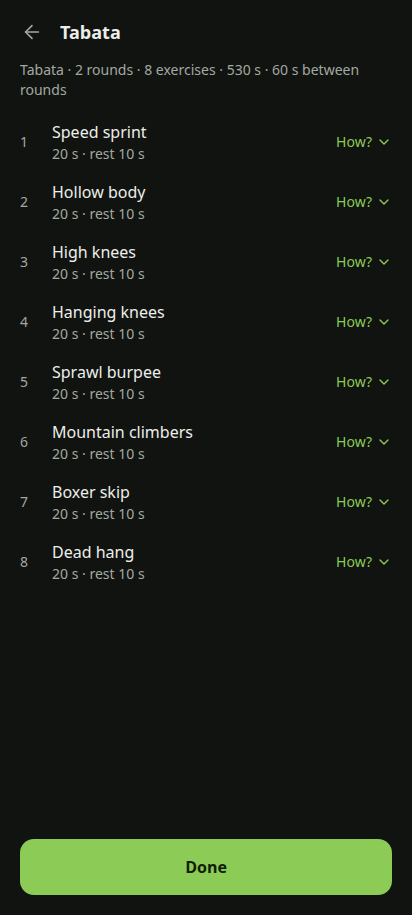 Tabata
Tabata · 2 rounds · 8 exercises · 530 s · 60 s between
rounds
1
Speed sprint
20 s · rest 10 s
How?
2
Hollow body
20 s · rest 10 s
How?
3
High knees
20 s · rest 10 s
How?
4
Hanging knees
20 s · rest 10 s
How?
5
Sprawl burpee
20 s · rest 10 s
How?
6
Mountain climbers
20 s · rest 10 s
How?
7
Boxer skip
20 s · rest 10 s
How?
8
Dead hang
20 s · rest 10 s
How?
Done